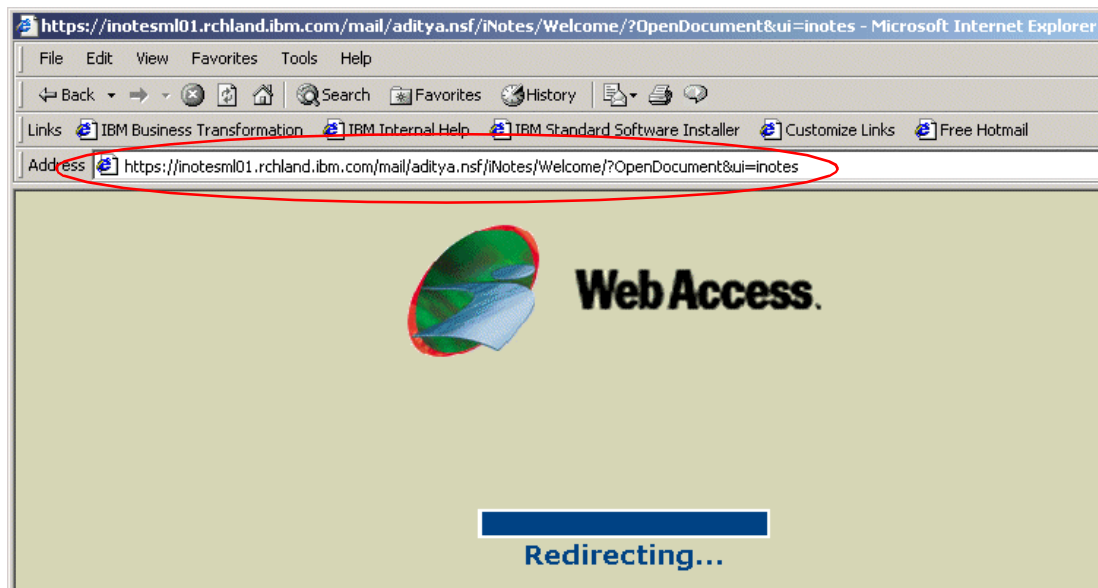 https://inotesml01.rchland.ibm.com/mail/aditya.nsf/iNotes/Welcome/?OpenDocument&ui=inotes - Microsoft Internet Explorer
File Edit View Favorites Tools Help
Back Search Favorites History
Links IBM Business Transformation IBM Internal Help IBM Standard Software Installer Customize Links Free Hotmail
Address https://inotesml01.rchland.ibm.com/mail/aditya.nsf/iNotes/Welcome/?OpenDocument&ui=inotes
Web Access.
Redirecting...